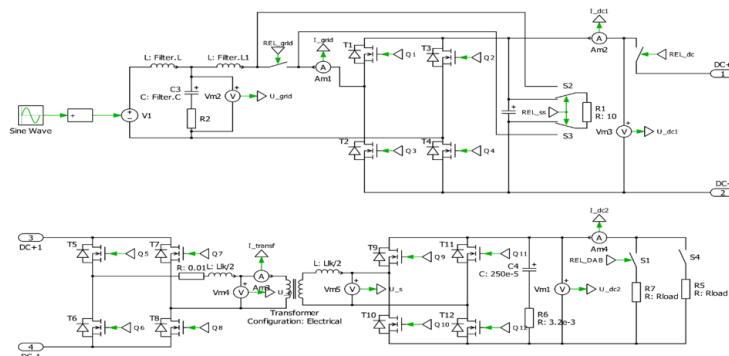 I_dc1
REL_grid
I_grid
L: Filter.L
L: Filter.L1
T1
T3
Q1
Q2
Am1
Am2
REL_dc
DC+
1
C3
C: Filter.C
Vm2
U_grid
S2
R1
R: 10
REL_ss
Sine Wave
+
V1
R2
T2
T4
Q3
Q4
S3
Vm3
U_dc1
DC-
2
I_dc2
3
DC+1
T5
T7
Q5
Q7
I_transf
L: Llk/2
R: 0.01
L: Llk/2
T9
T11
Q9
Q11
Am4
REL_DAB
S1
S4
C4
C: 250e-5
Vm4
Am3
Vm5
U_s
Vm1
U_dc2
R7
R: Rload
R5
R: Rload
T6
T8
Q6
Q8
Transformer
Configuration: Electrical
T10
T12
Q10
Q12
R6
R: 3.2e-3
4
DC-1